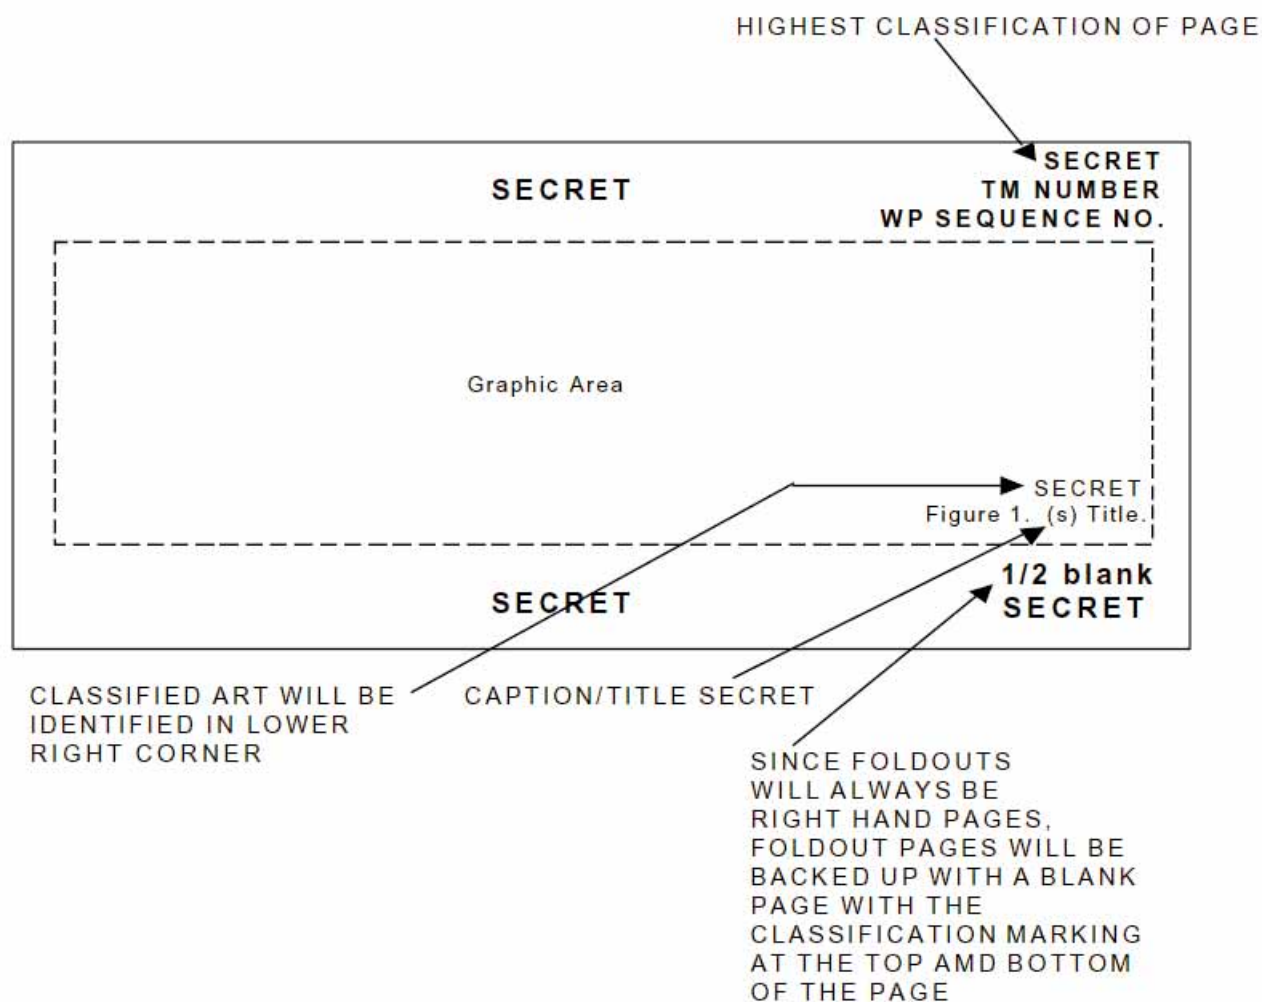 HIGHEST CLASSIFICATION OF PAGE
SECRET
SECRET
TM NUMBER
WP SEQUENCE NO.
Graphic Area
SECRET
Figure 1. (s) Title.
1/2 blank
SECRET
SECRET
CLASSIFIED ART WILL BE
IDENTIFIED IN LOWER
RIGHT CORNER
CAPTION/TITLE SECRET
SINCE FOLDOUTS
WILL ALWAYS BE
RIGHT HAND PAGES,
FOLDOUT PAGES WILL BE
BACKED UP WITH A BLANK
PAGE WITH THE
CLASSIFICATION MARKING
AT THE TOP AMD BOTTOM
OF THE PAGE